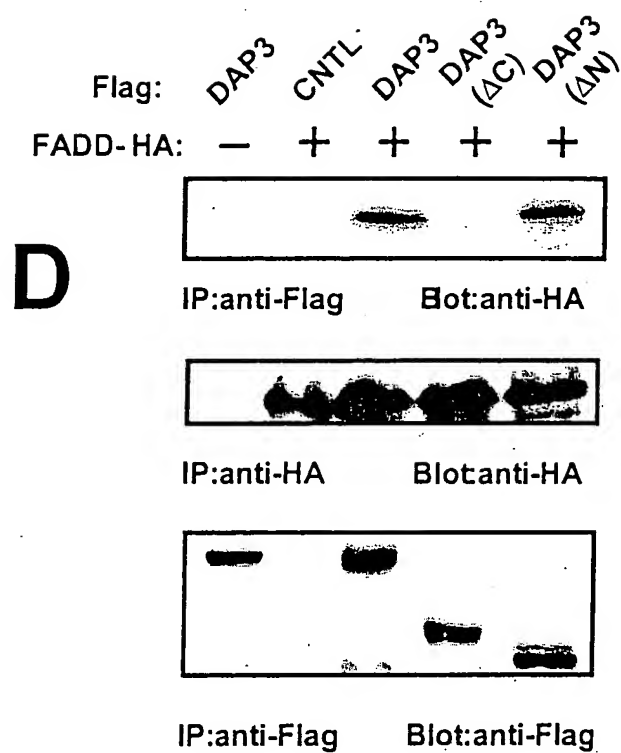 Flag: DAP3 CNTL DAP3 DAP3 (ΔC) DAP3 (ΔN)
FADD-HA: − + + + +
D
IP:anti-Flag Blot:anti-HA
IP:anti-HA Blot:anti-HA
IP:anti-Flag Blot:anti-Flag